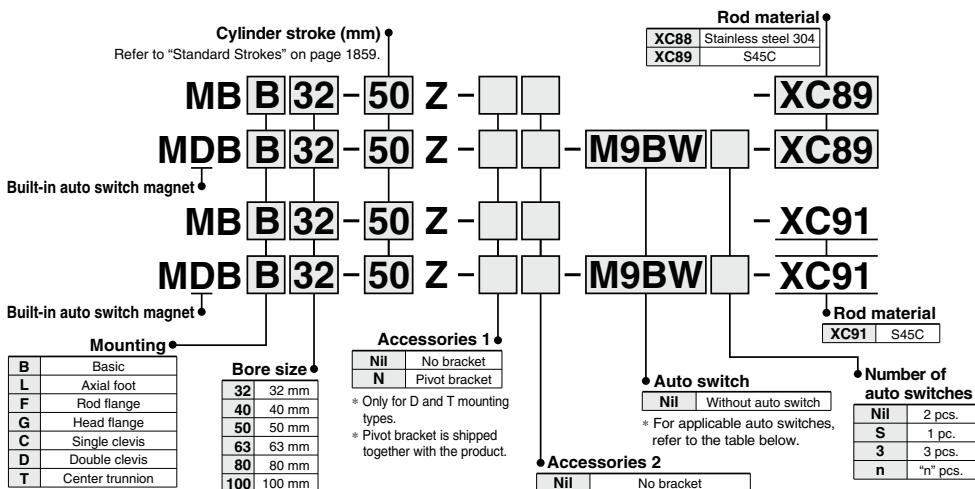 Cylinder stroke (mm)
Refer to “Standard Strokes” on page 1859.
Rod material
XC88 Stainless steel 304
XC89 S45C
MB B 32 – 50 Z – – XC89
MDB B 32 – 50 Z – – M9BW – XC89
Built-in auto switch magnet
MB B 32 – 50 Z – – XC91
MDB B 32 – 50 Z – – M9BW – XC91
Built-in auto switch magnet
Rod material
XC91 S45C
Mounting
B Basic
L Axial foot
F Rod flange
G Head flange
C Single clevis
D Double clevis
T Center trunnion
Bore size
32 32 mm
40 40 mm
50 50 mm
63 63 mm
80 80 mm
100 100 mm
Accessories 1
Nil No bracket
N Pivot bracket
* Only for D and T mounting
types.
* Pivot bracket is shipped
together with the product.
Accessories 2
Nil No bracket
Auto switch
Nil Without auto switch
* For applicable auto switches,
refer to the table below.
Number of
auto switches
Nil 2 pcs.
S 1 pc.
3 3 pcs.
n “n” pcs.